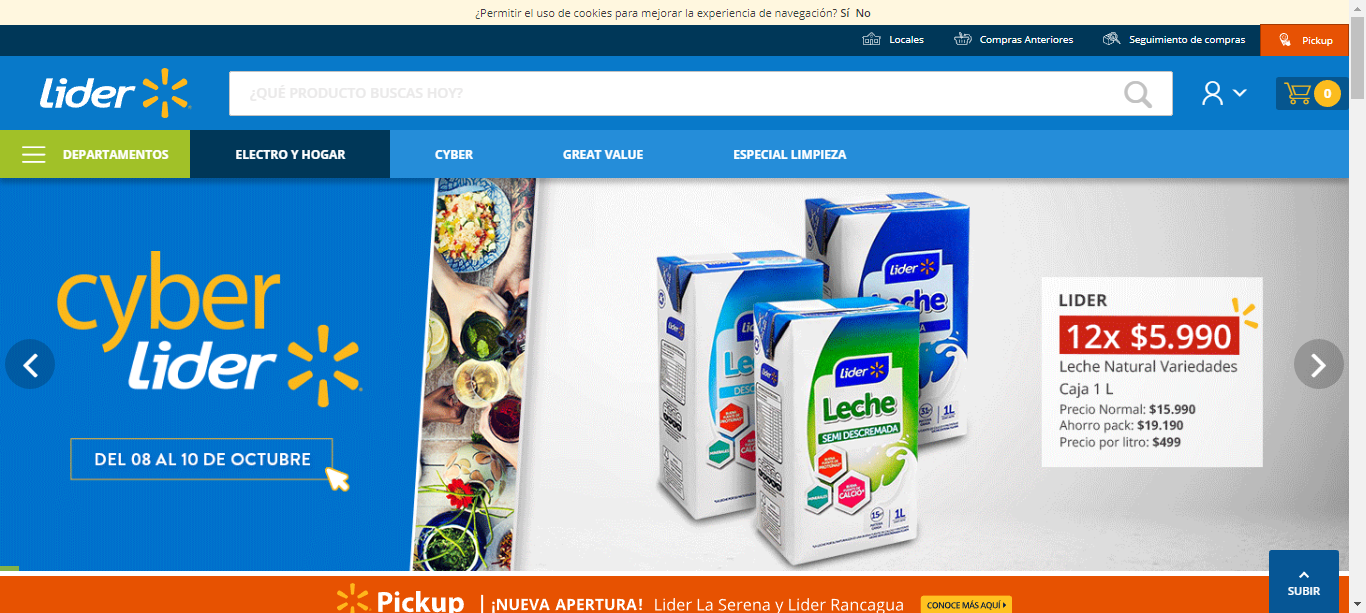 ¿Permitir el uso de cookies para mejorar la experiencia de navegación? Sí No
Locales Compras Anteriores Seguimiento de compras Pickup
Lider ¿QUÉ PRODUCTO BUSCAS HOY? 0
DEPARTAMENTOS ELECTRO Y HOGAR CYBER GREAT VALUE ESPECIAL LIMPIEZA
cyber
lider
DEL 08 AL 10 DE OCTUBRE
lider
Leche
SEMI DESCREMADA
MINERALES
CALCIO
1L
LIDER
12x $5.990
Leche Natural Variedades
Caja 1 L
Precio Normal: $15.990
Ahorro pack: $19.190
Precio por litro: $499
SUBIR
Pickup | ¡NUEVA APERTURA! Lider La Serena y Lider Rancagua CONOCE MÁS AQUÍ